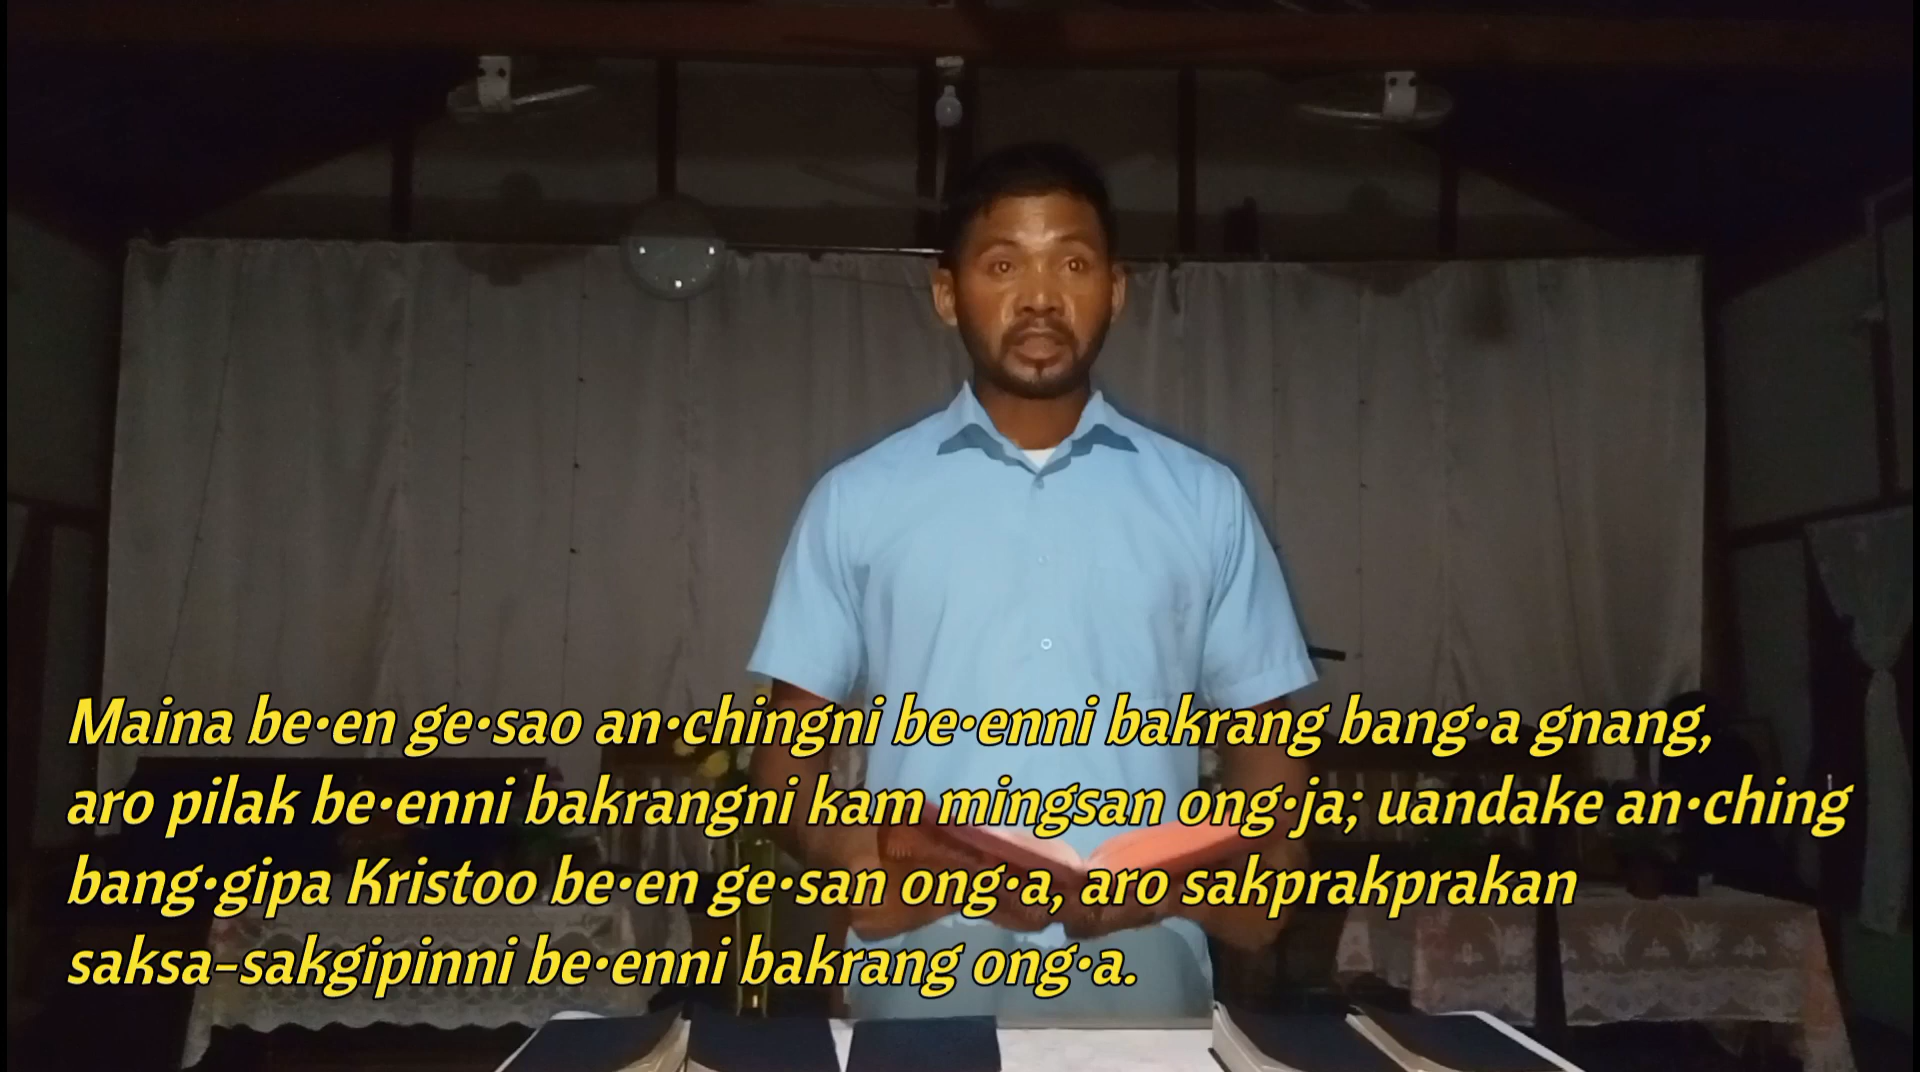 Maina be·en ge·sao an·chingni be·enni bakrang bang·a gnang,
aro pilak be·enni bakrangni kam mingsan ong·ja; uandake an·ching
bang·gipa Kristoo be·en ge·san ong·a, aro sakprakprakan
saksa-sakgipinni be·enni bakrang ong·a.